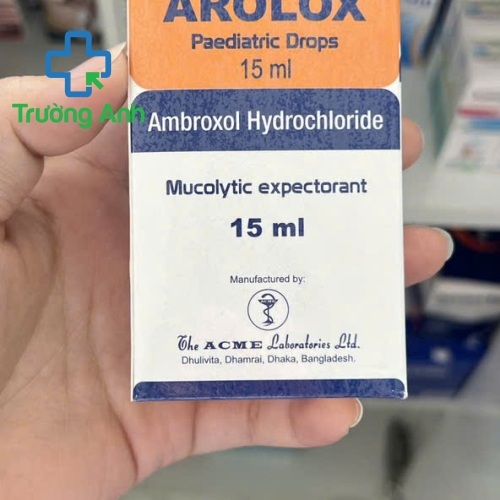 AROLOX
Paediatric Drops
15 ml
Trường Anh
Ambroxol Hydrochloride
Mucolytic expectorant
15 ml
Manufactured by:
The ACME Laboratories Ltd.
Dhulivita, Dhamrai, Dhaka, Bangladesh.